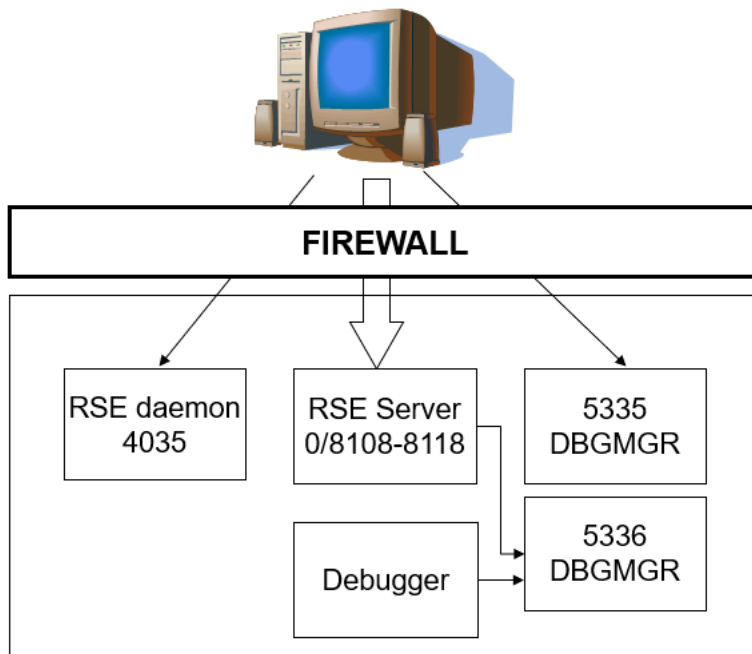 FIREWALL
RSE daemon
4035
RSE Server
0/8108-8118
5335
DBGMGR
Debugger
5336
DBGMGR